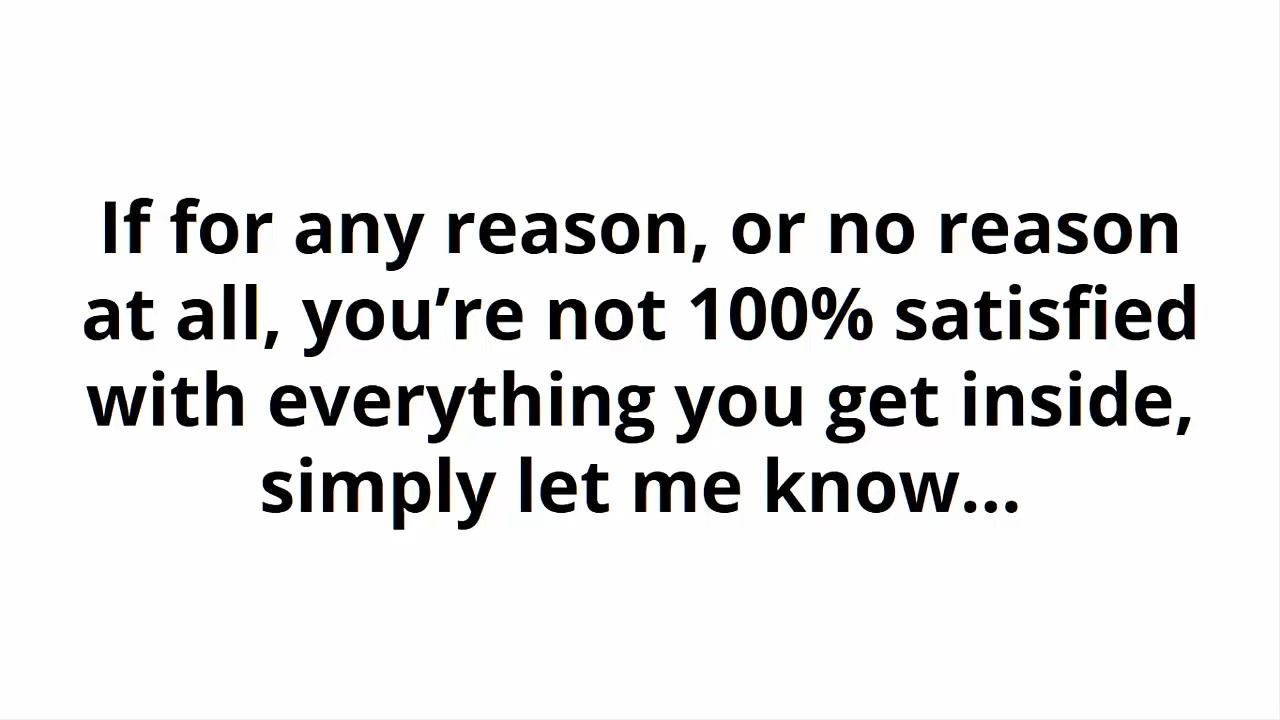 If for any reason, or no reason
at all, you’re not 100% satisfied
with everything you get inside,
simply let me know...